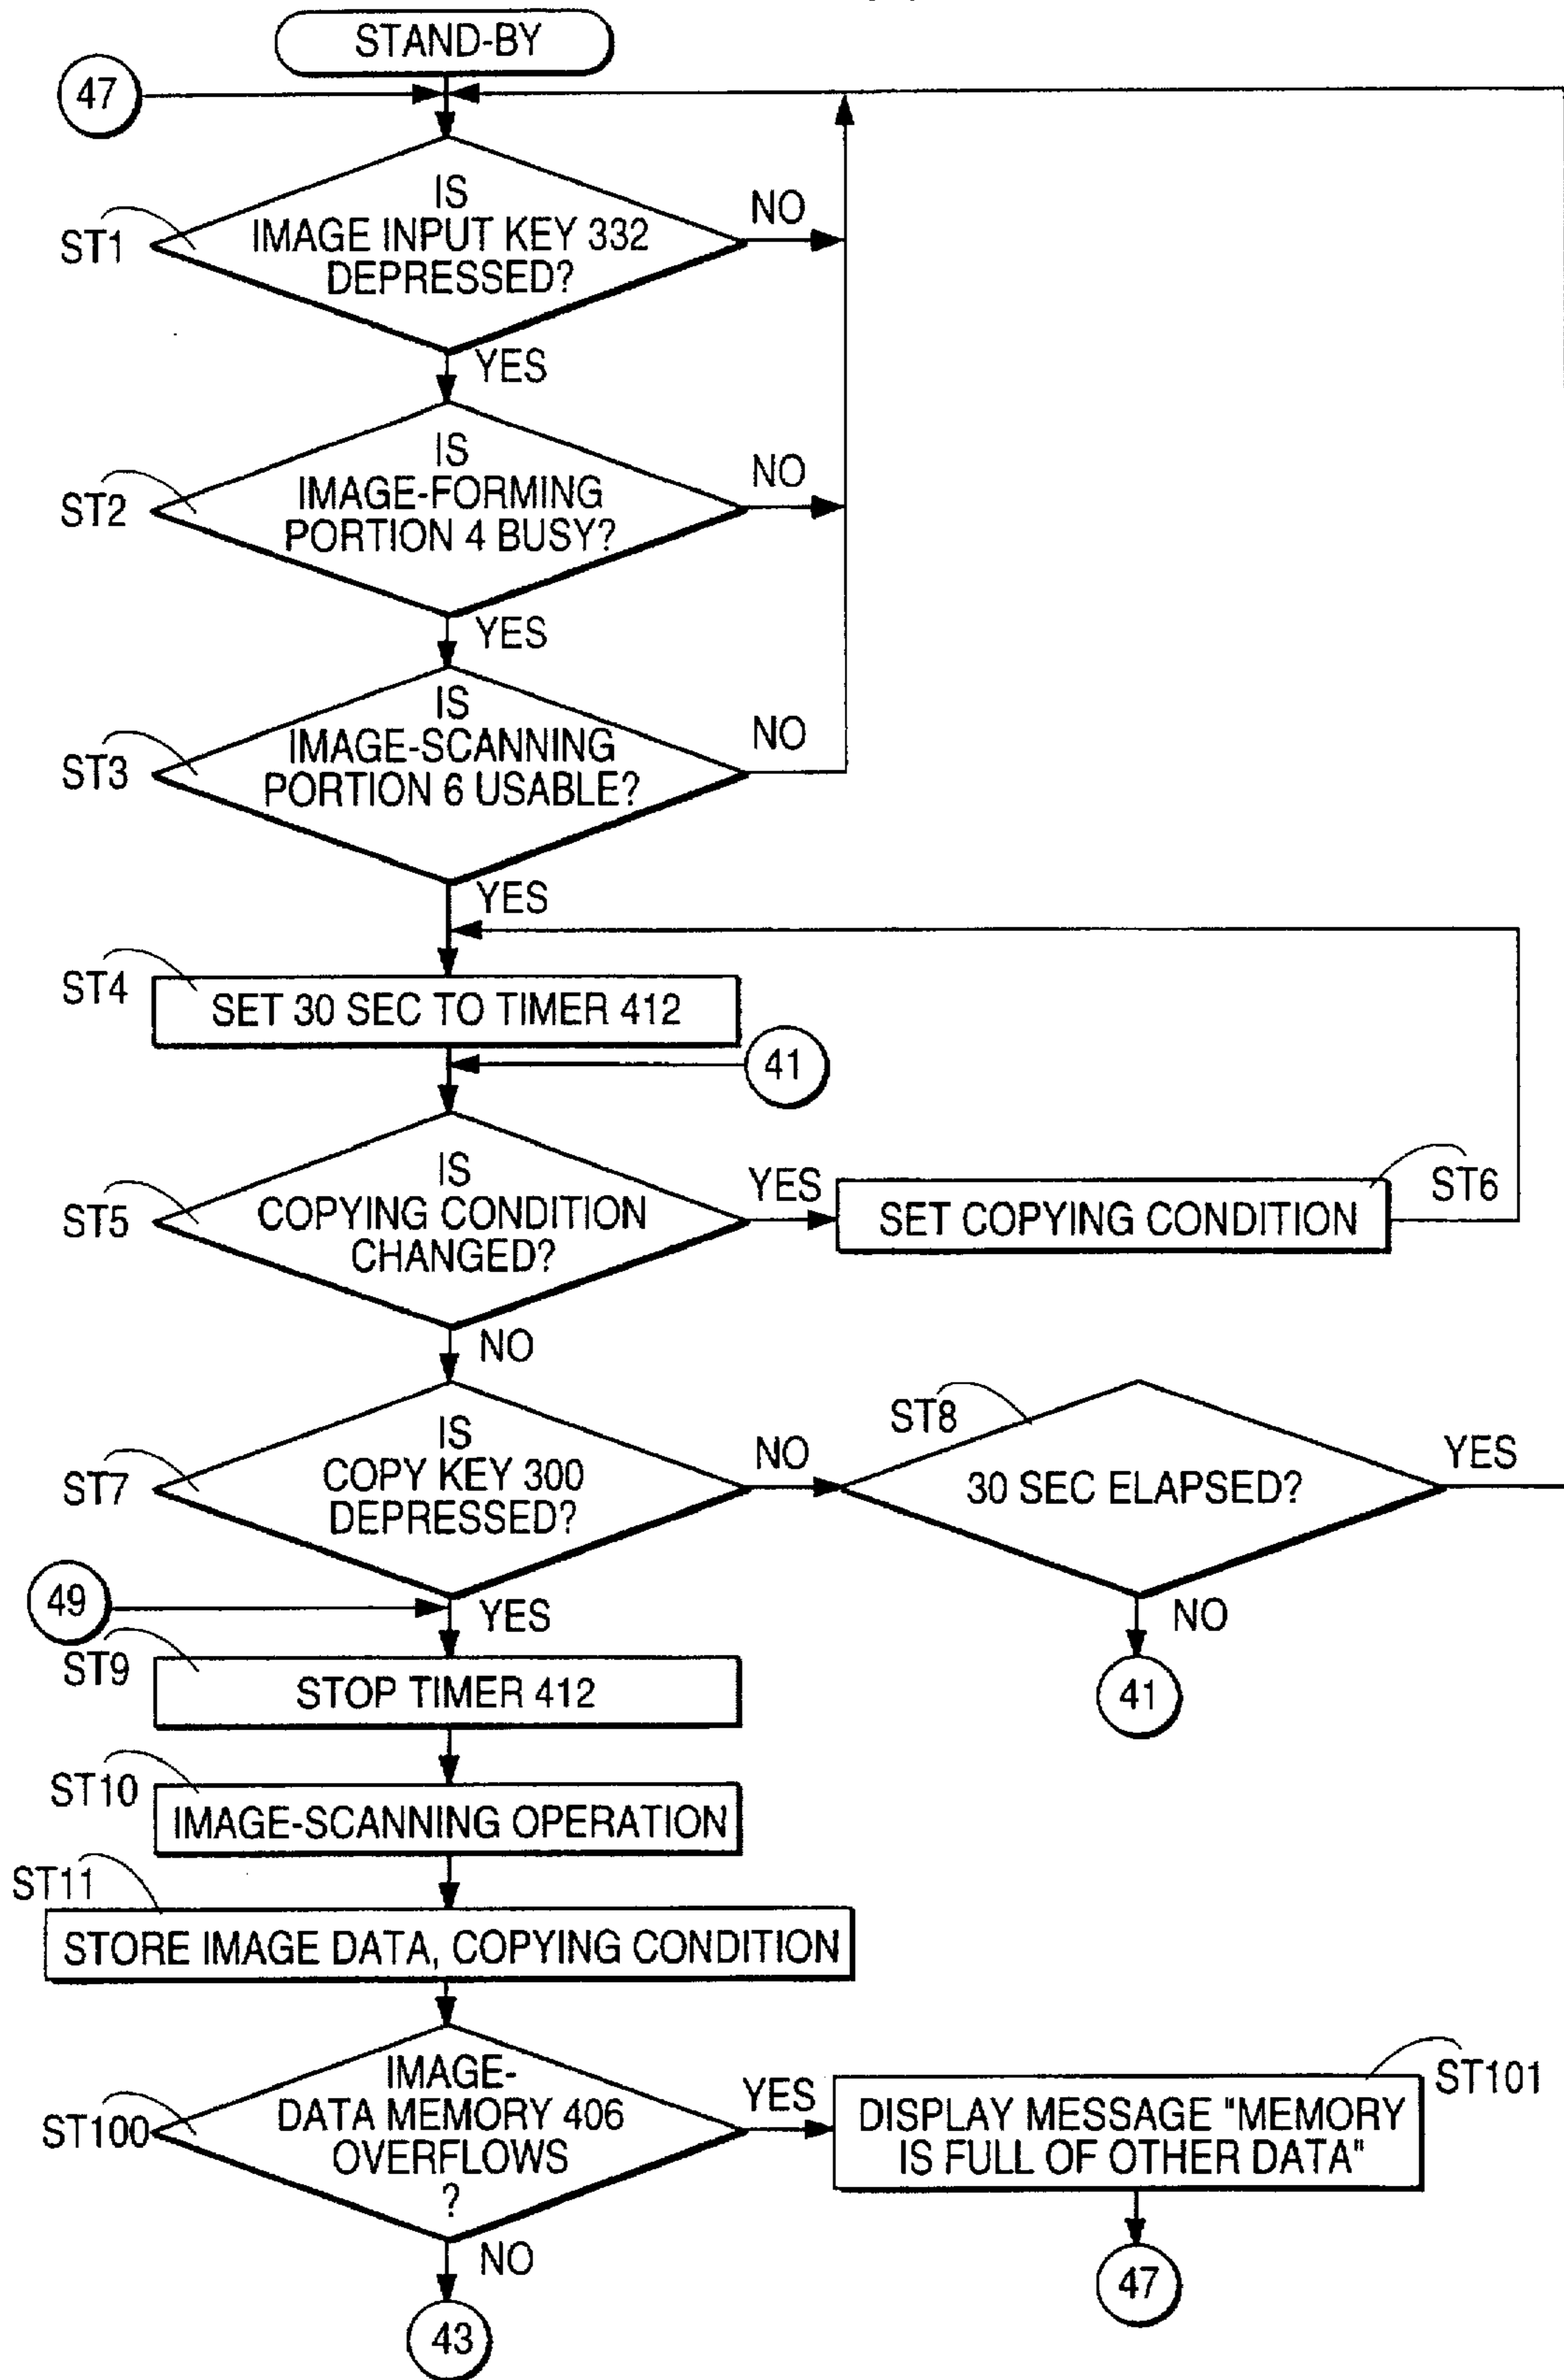 STAND-BY
47
IS
IMAGE INPUT KEY 332
DEPRESSED?
ST1
NO
YES
IS
IMAGE-FORMING
PORTION 4 BUSY?
ST2
NO
YES
IS
IMAGE-SCANNING
PORTION 6 USABLE?
ST3
NO
YES
ST4
SET 30 SEC TO TIMER 412
41
IS
COPYING CONDITION
CHANGED?
ST5
YES
SET COPYING CONDITION
ST6
NO
IS
COPY KEY 300
DEPRESSED?
ST7
NO
ST8
30 SEC ELAPSED?
YES
49
YES
NO
41
ST9
STOP TIMER 412
ST10
IMAGE-SCANNING OPERATION
ST11
STORE IMAGE DATA, COPYING CONDITION
IMAGE-
DATA MEMORY 406
OVERFLOWS
?
ST100
YES
DISPLAY MESSAGE "MEMORY
IS FULL OF OTHER DATA"
ST101
NO
43
47